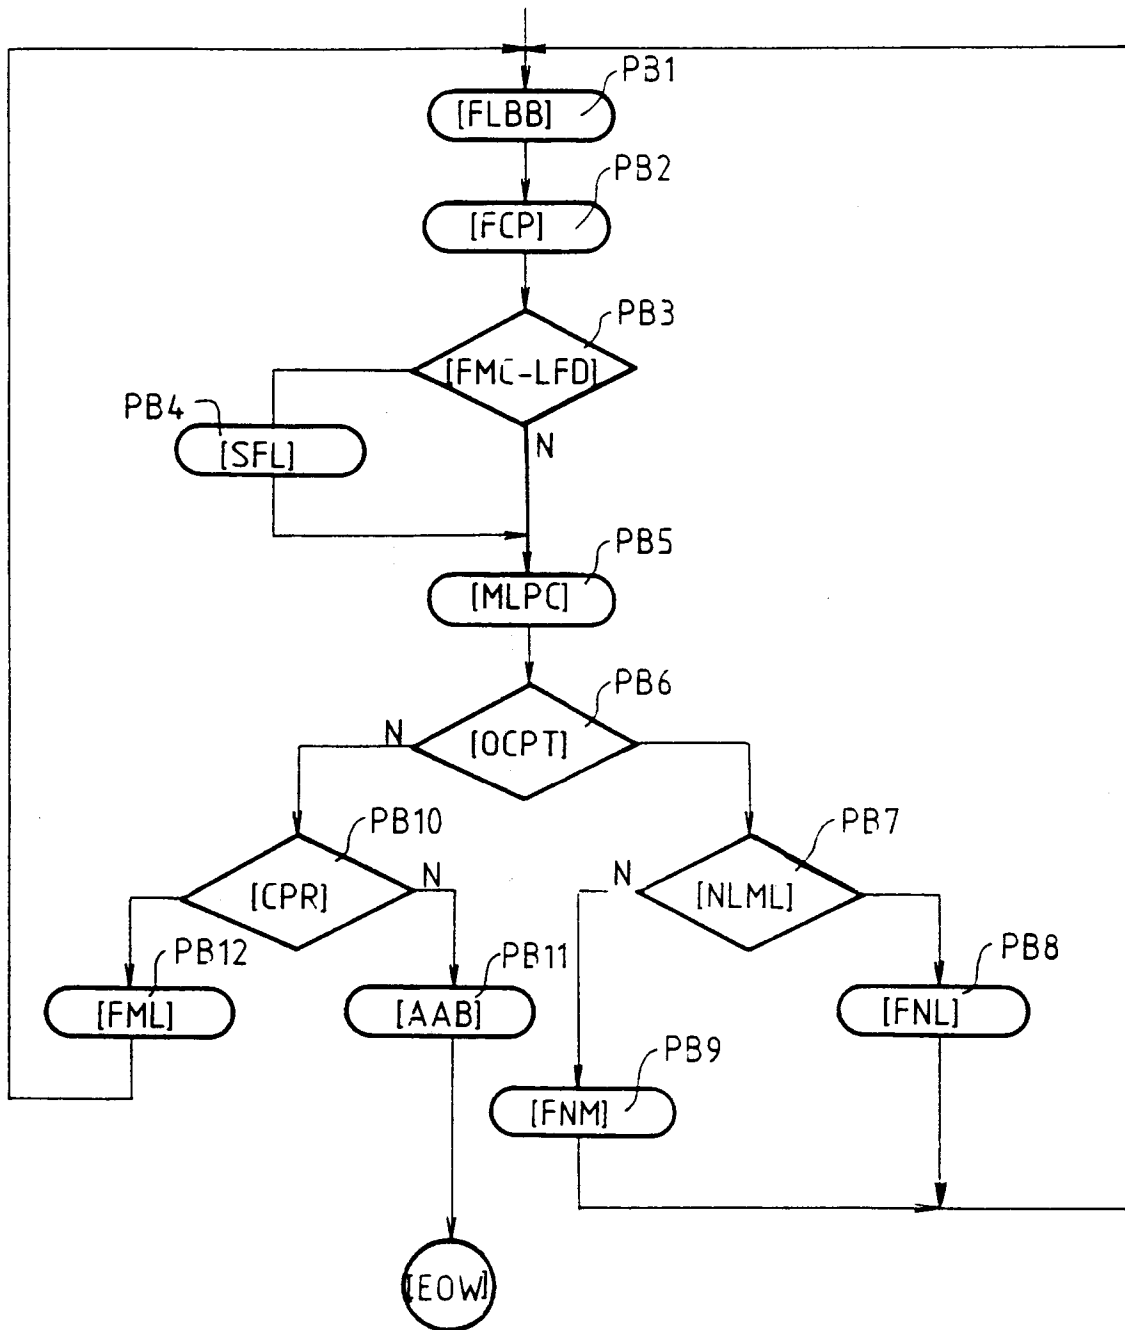 PB1
[FLBB]
PB2
[FCP]
PB3
[FMC-LFD]
PB4
[SFL]
N
PB5
[MLPC]
PB6
N
[OCPT]
PB10
PB7
N
N
[CPR]
[NLML]
PB12
PB11
PB8
[FML]
[AAB]
[FNL]
PB9
[FNM]
[EOW]